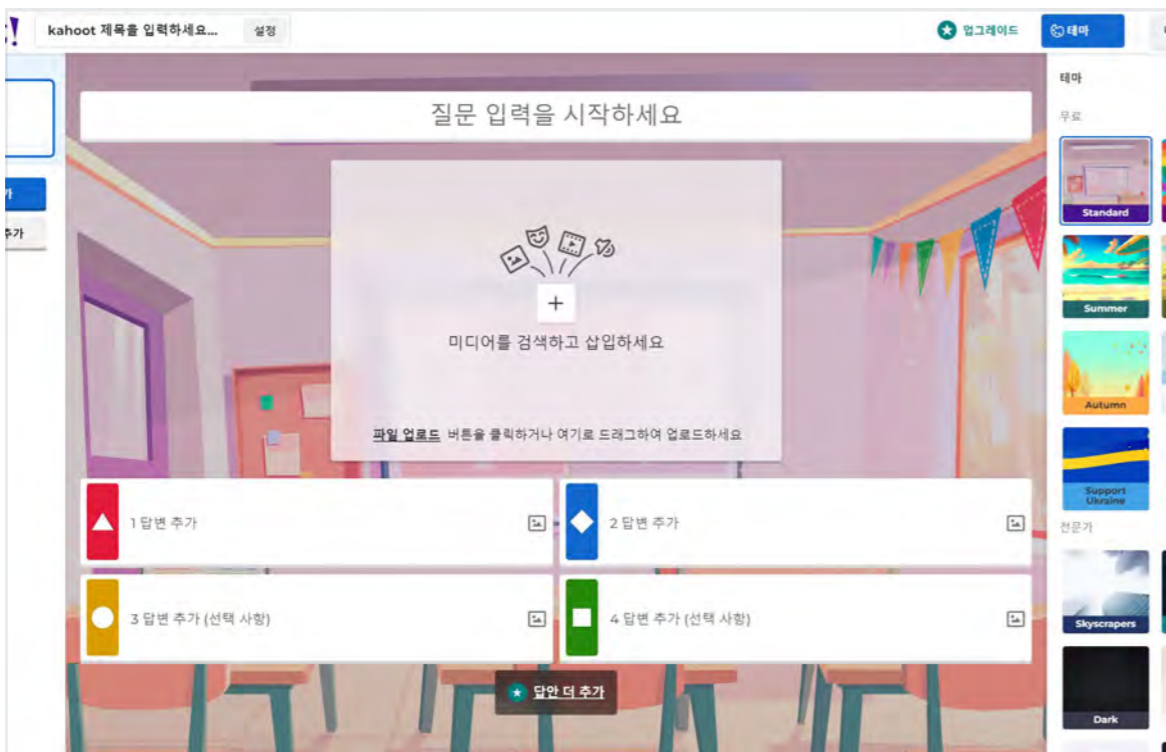 !
kahoot 제목을 입력하세요...
설정
업그레이드
테마
테마
무료
질문 입력을 시작하세요
가
추가
Standard
미디어를 검색하고 삽입하세요
Summer
Autumn
파일 업로드 버튼을 클릭하거나 여기로 드래그하여 업로드하세요
Support
Ukraine
1 답변 추가
2 답변 추가
전문가
3 답변 추가 (선택 사항)
4 답변 추가 (선택 사항)
Skyscrapers
답안 더 추가
Dark